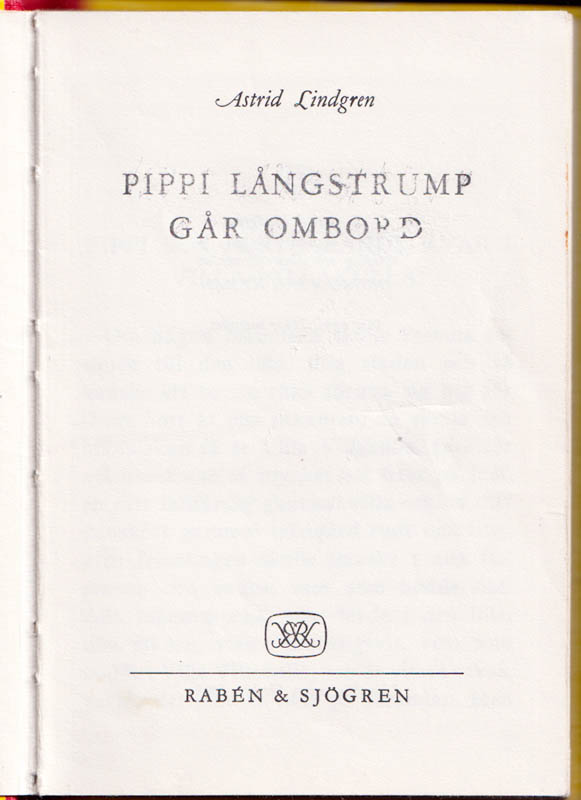 Astrid Lindgren
PIPPI LÅNGSTRUMP
GÅR OMBORD
RABÉN & SJÖGREN